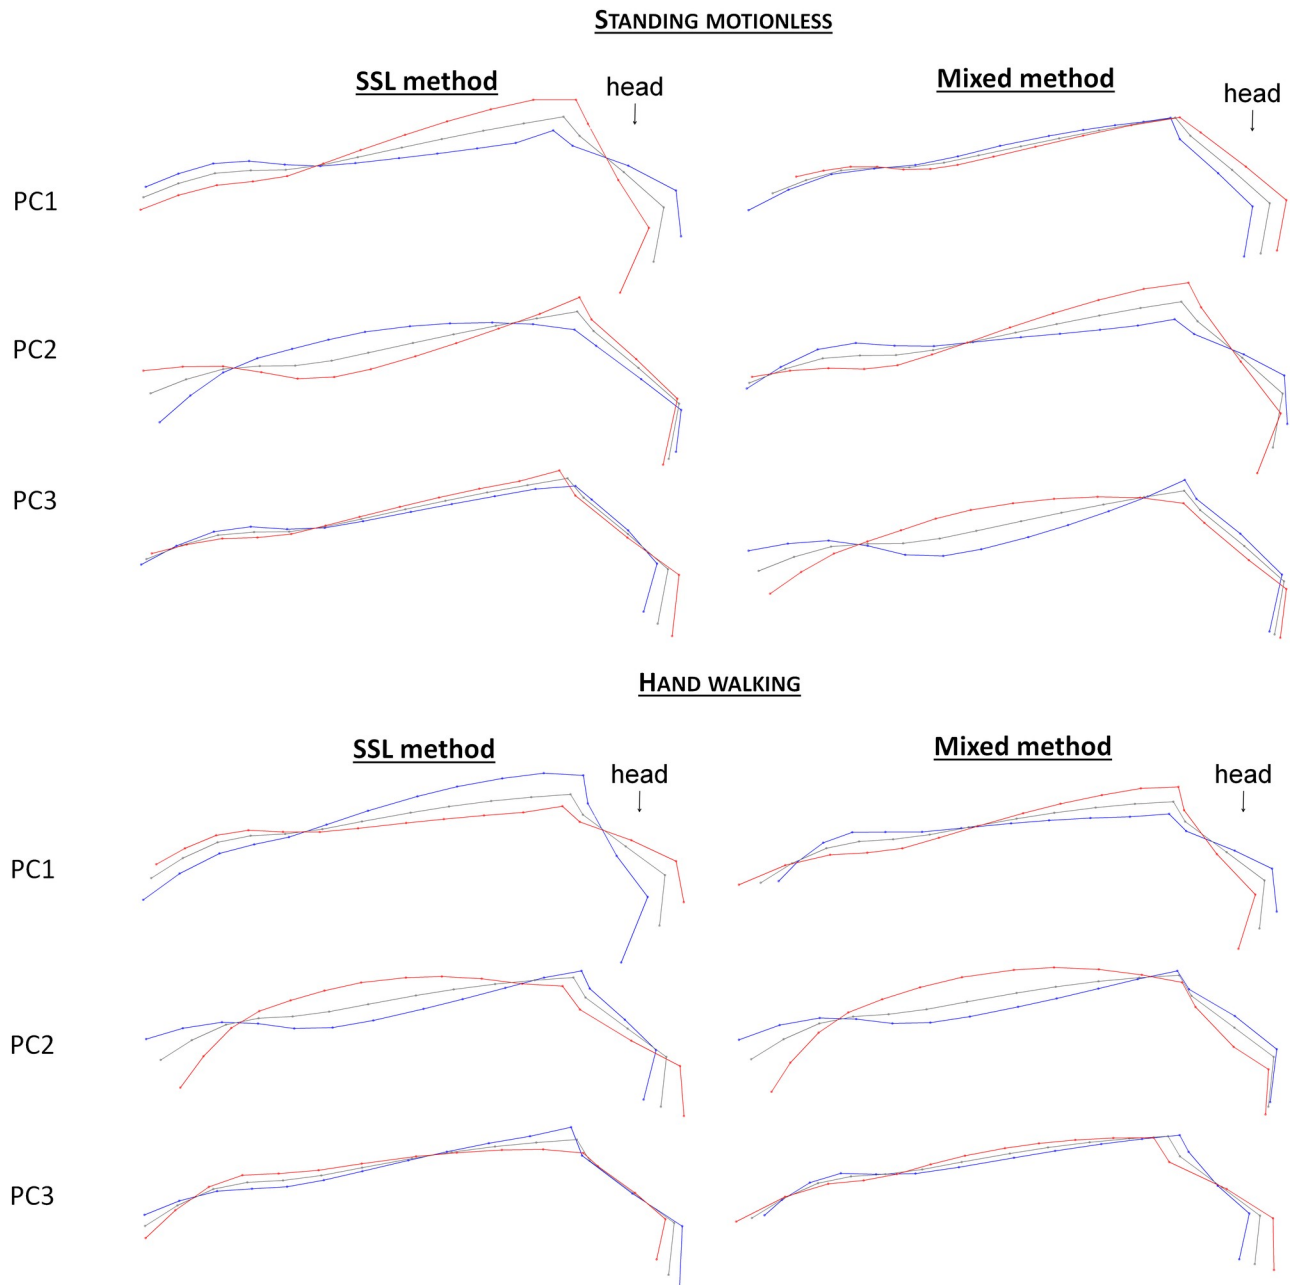 STANDING MOTIONLESS
SSL method
Mixed method
head
head
PC1
PC2
PC3
HAND WALKING
SSL method
Mixed method
head
head
PC1
PC2
PC3